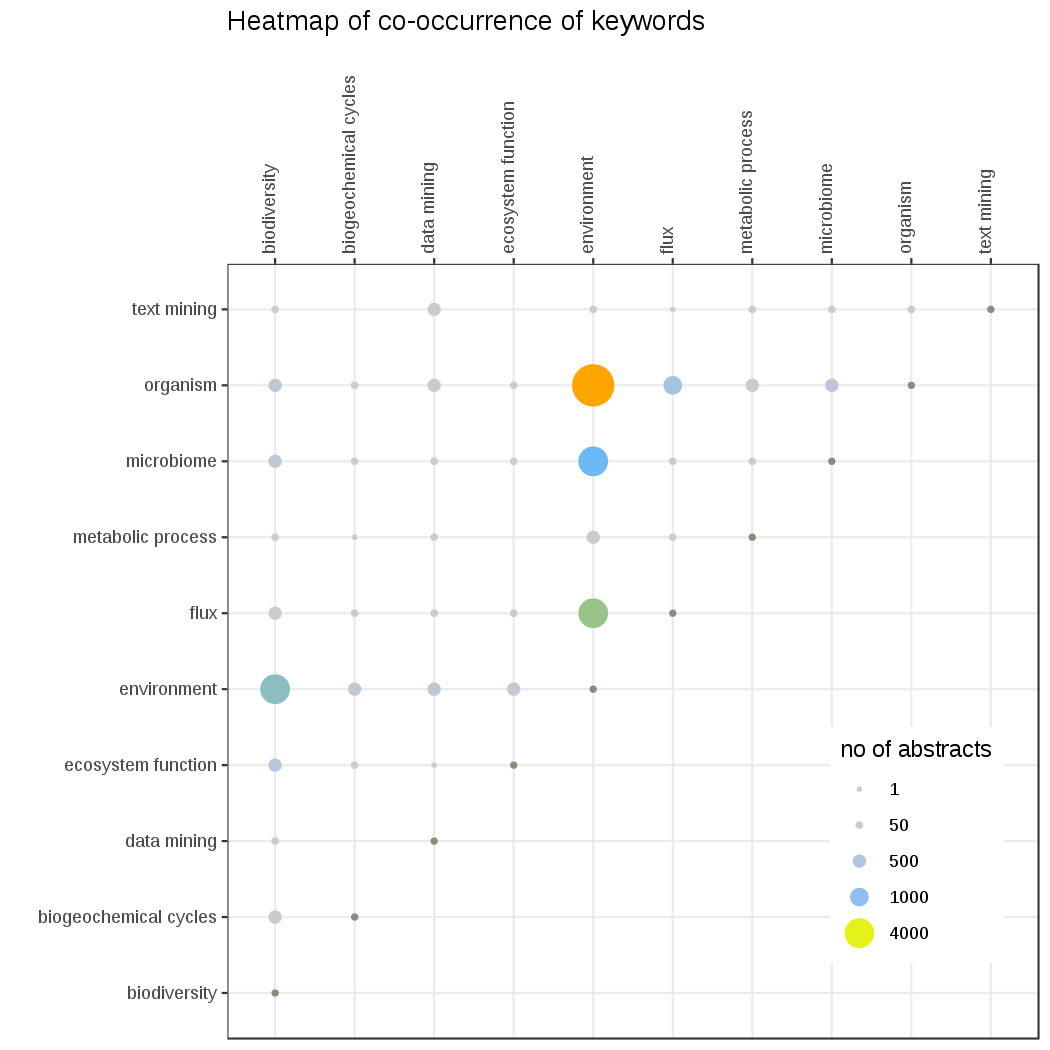 Heatmap of co-occurrence of keywords
biodiversity
biogeochemical cycles
data mining
ecosystem function
environment
flux
metabolic process
microbiome
organism
text mining
text mining
organism
microbiome
metabolic process
flux
environment
ecosystem function
data mining
biogeochemical cycles
biodiversity
no of abstracts
1
50
500
1000
4000